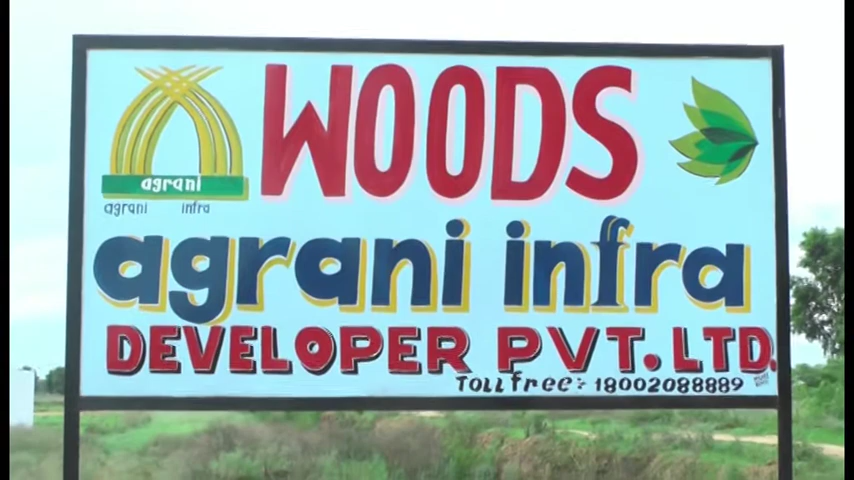 WOODS
agrani
agrani infra
agrani infra
DEVELOPER PVT. LTD.
Toll free:- 18002088889